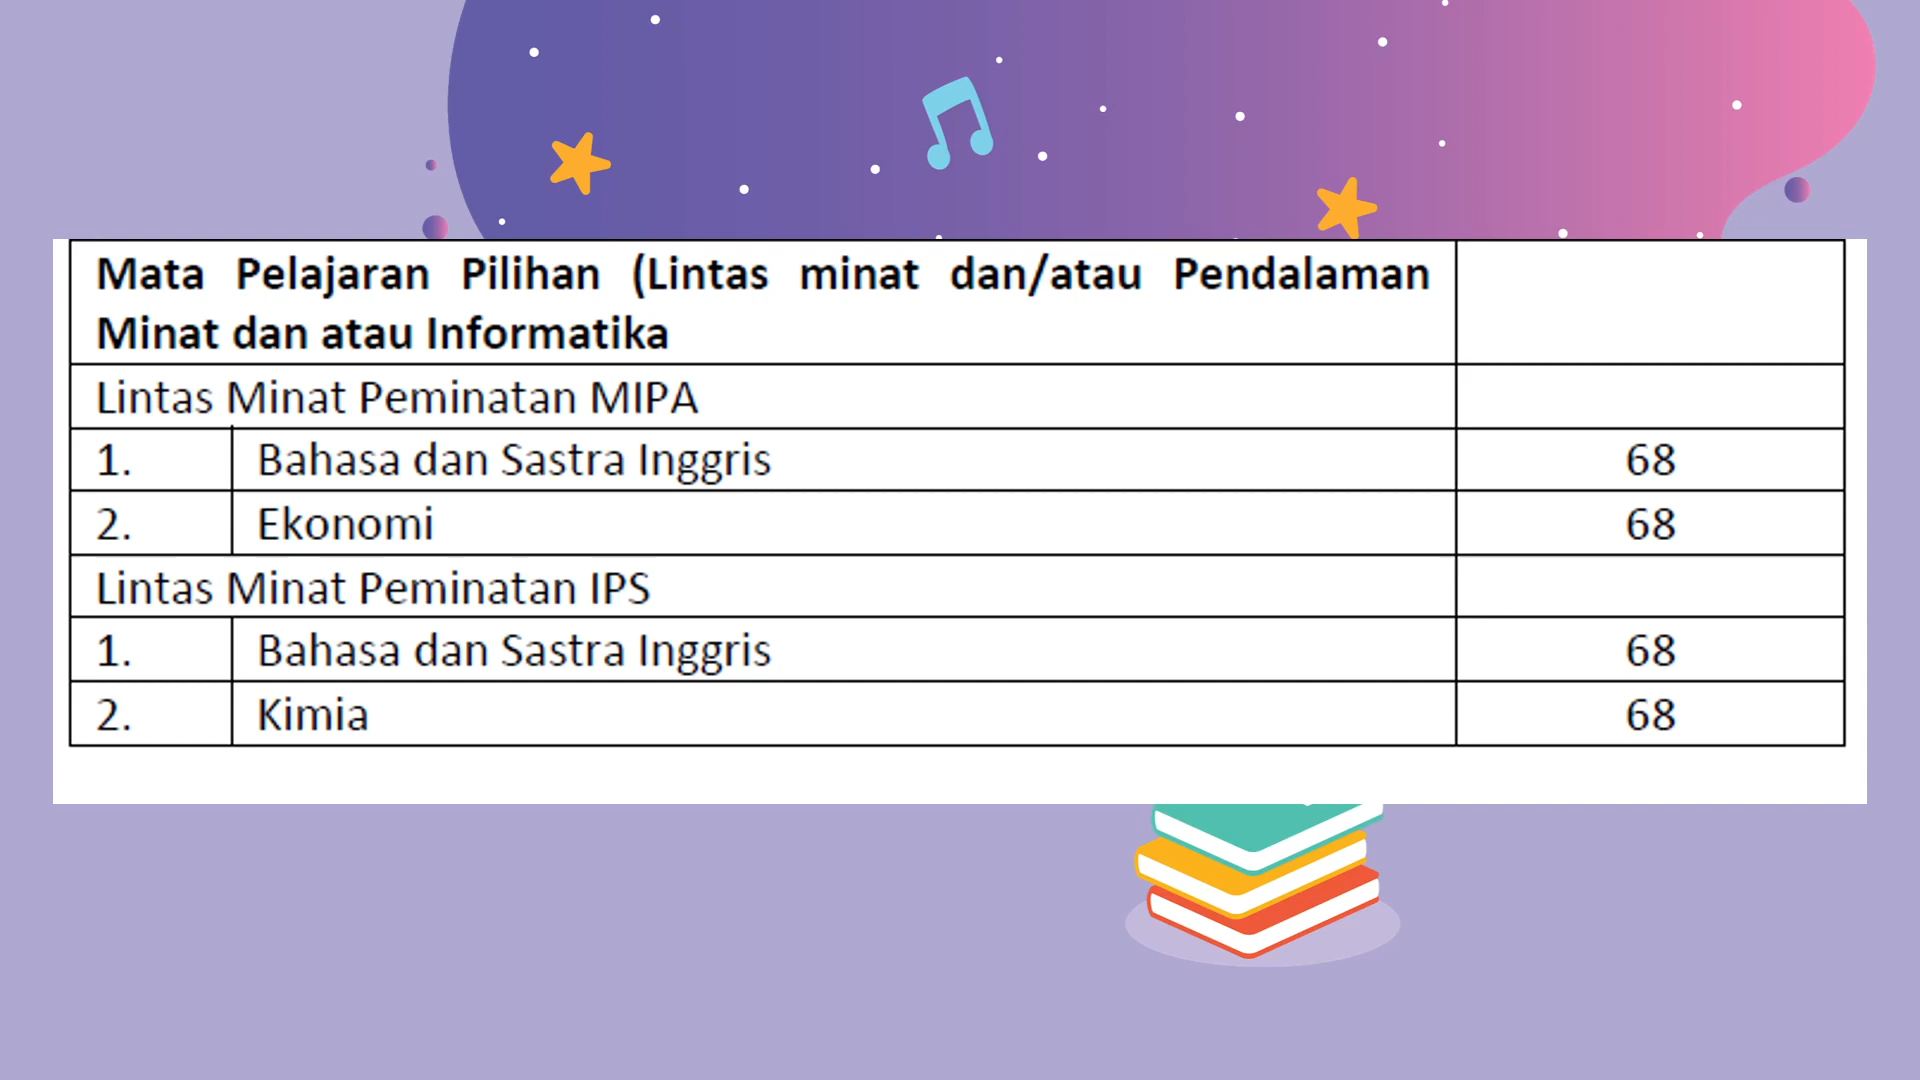 Mata Pelajaran Pilihan (Lintas minat dan/atau Pendalaman
Minat dan atau Informatika
Lintas Minat Peminatan MIPA
1. Bahasa dan Sastra Inggris 68
2. Ekonomi 68
Lintas Minat Peminatan IPS
1. Bahasa dan Sastra Inggris 68
2. Kimia 68